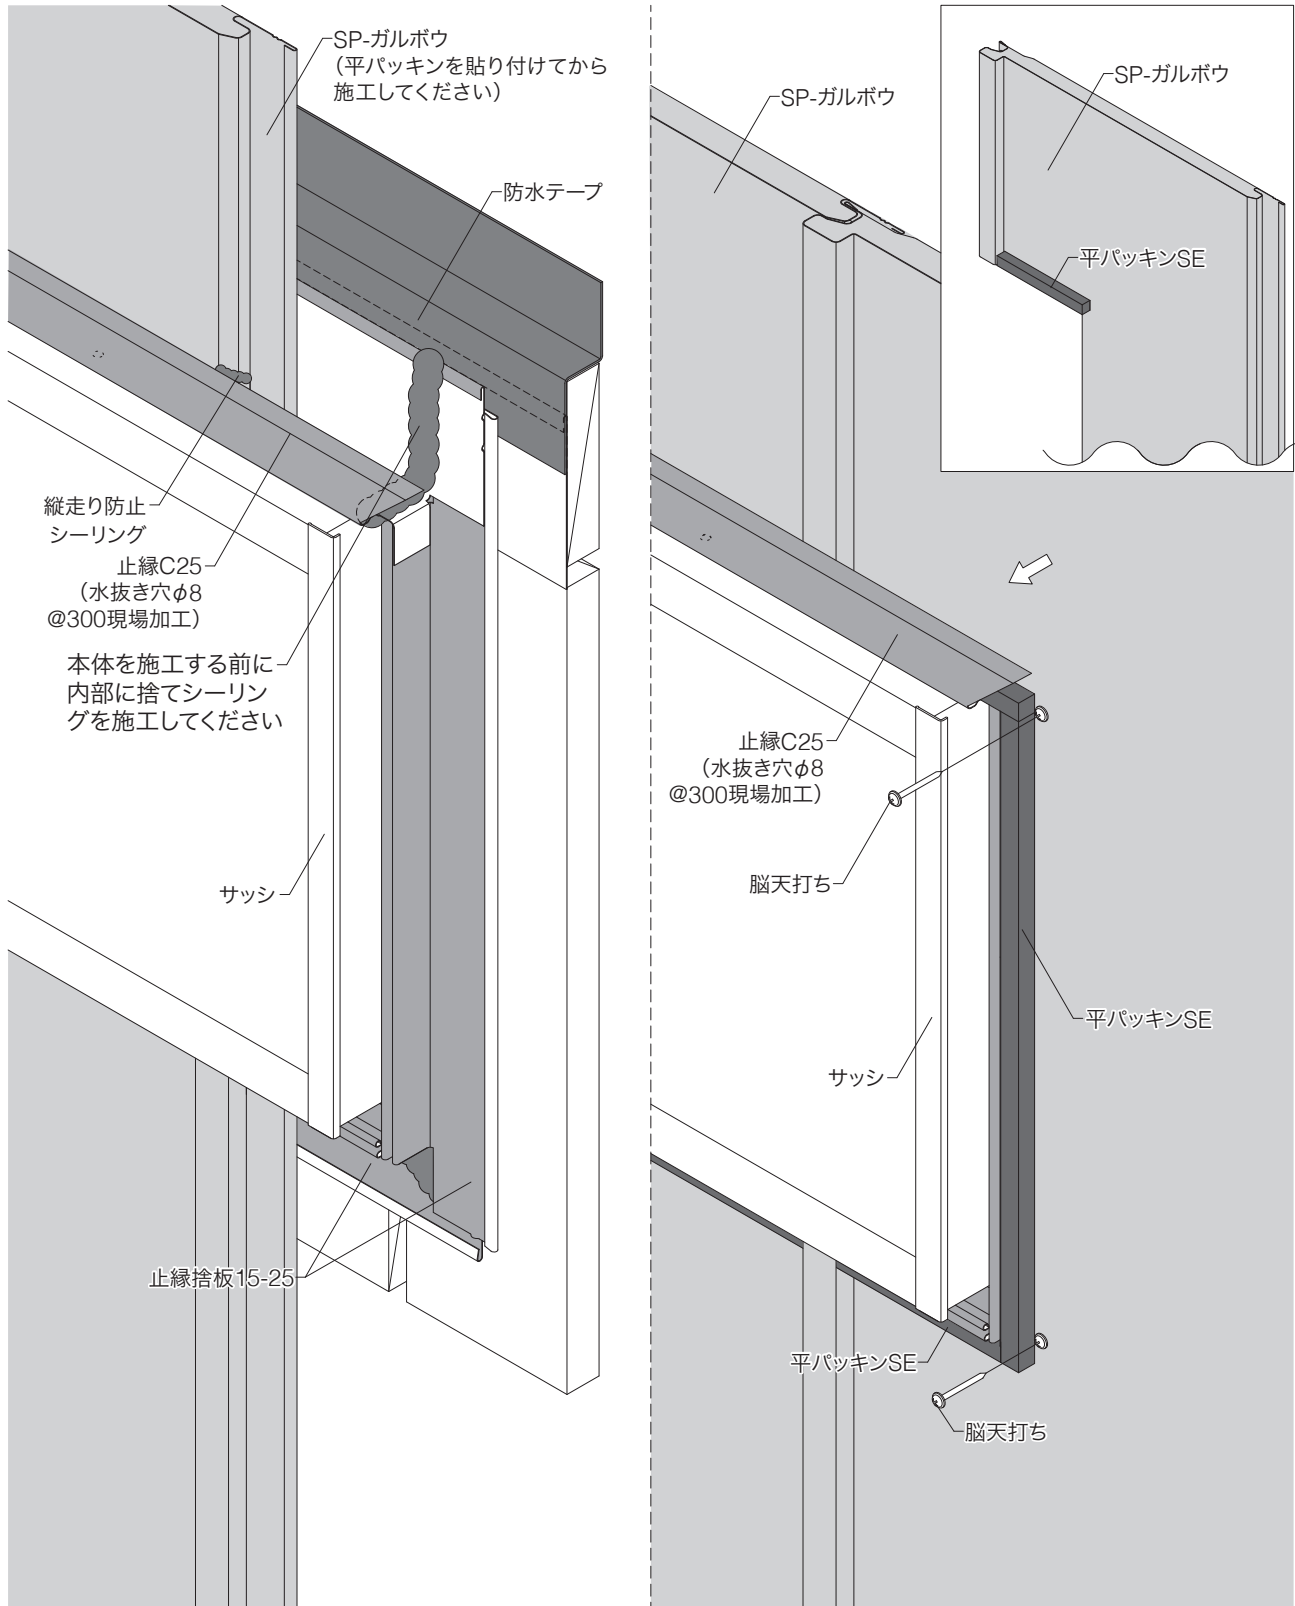 SP-ガルボウ
（平パッキンを貼り付けてから
施工してください）
防水テープ
縦走り防止
シーリング
止縁C25
（水抜き穴φ8
@300現場加工）
本体を施工する前に
内部に捨てシーリン
グを施工してください
サッシ
止縁捨板15-25
SP-ガルボウ
SP-ガルボウ
平パッキンSE
止縁C25
（水抜き穴φ8
@300現場加工）
脳天打ち
平パッキンSE
サッシ
平パッキンSE
脳天打ち